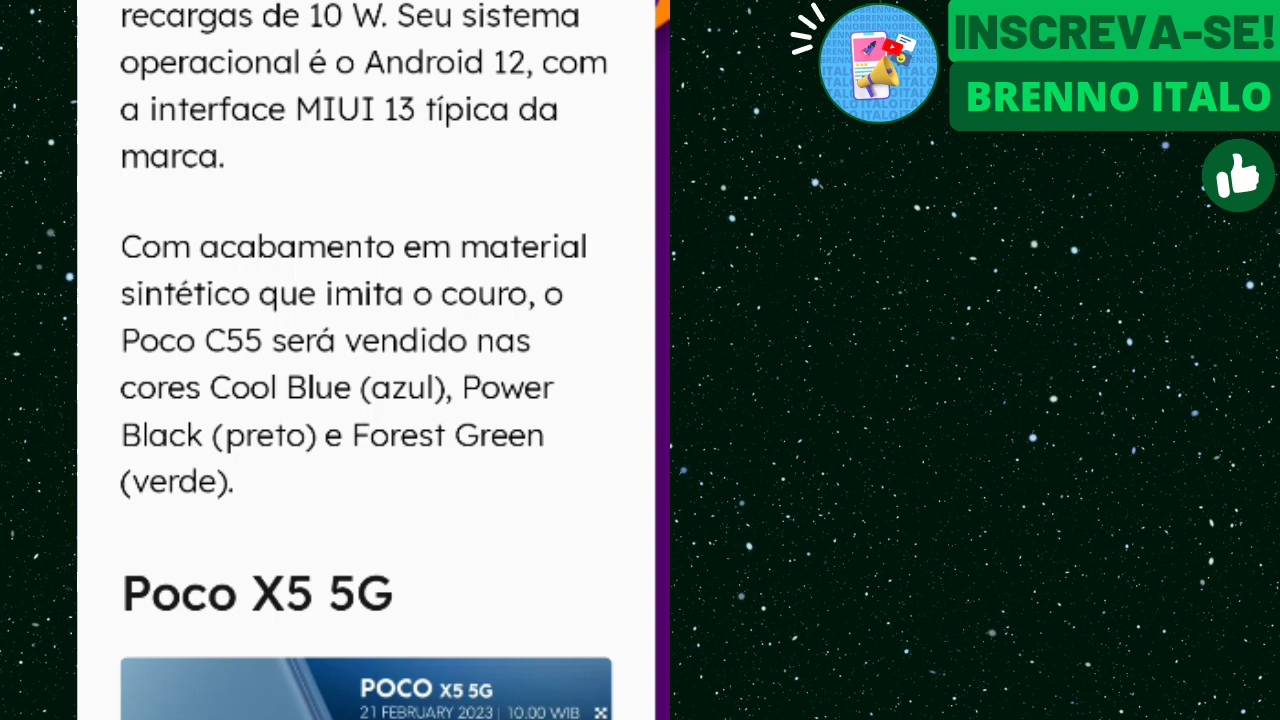 recargas de 10 W. Seu sistema
operacional é o Android 12, com
a interface MIUI 13 típica da
marca.
Com acabamento em material
sintético que imita o couro, o
Poco C55 será vendido nas
cores Cool Blue (azul), Power
Black (preto) e Forest Green
(verde).
Poco X5 5G
POCO X5 5G
21 FEBRUARY 2023 | 10.00 WIB
INSCREVA-SE!
BRENNO ITALO